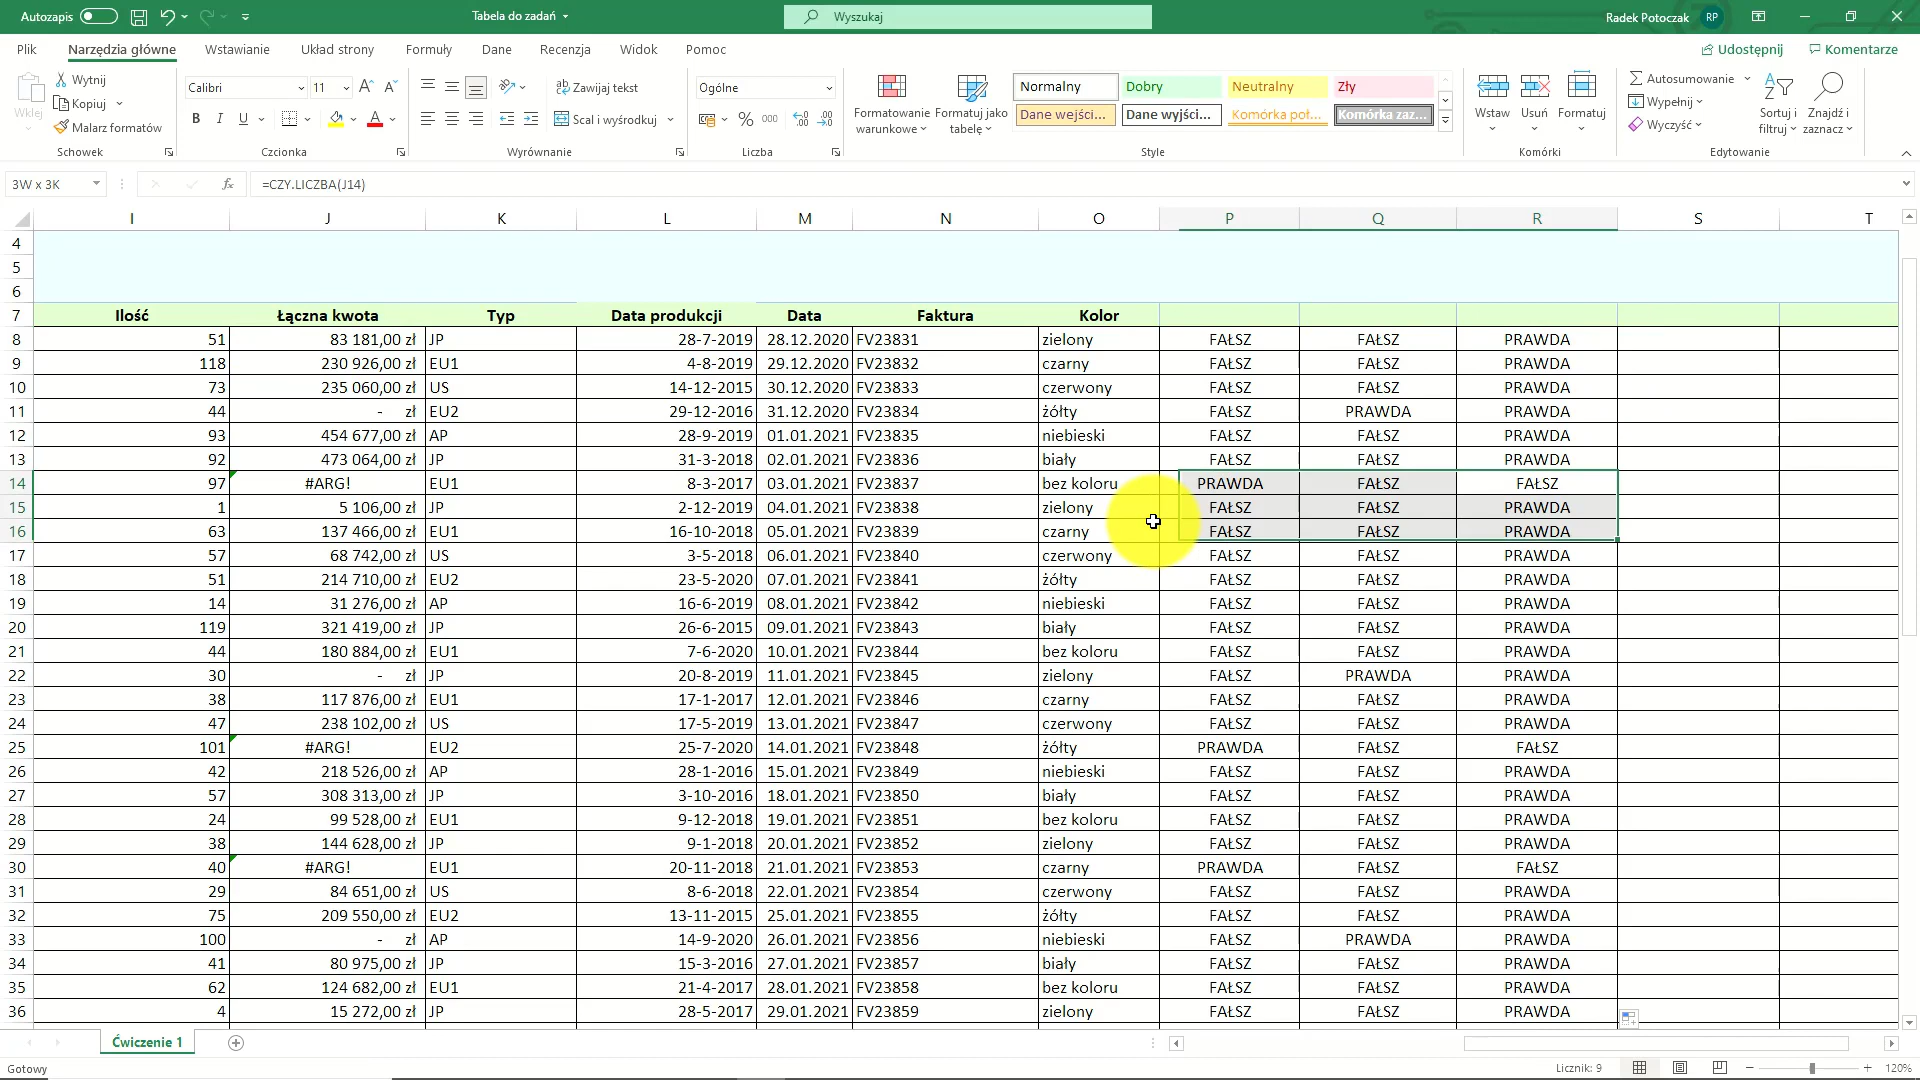 Autozapis
Tabela do zadań
Wyszukaj
Radek Potoczak RP
Plik Narzędzia główne Wstawianie Układ strony Formuły Dane Recenzja Widok Pomoc Udostępnij Komentarze
Wklej
Wytnij
Kopiuj
Malarz formatów
Schowek
Calibri 11
B I U
Czcionka
Zawijaj tekst
Scal i wyśrodkuj
Wyrównanie
Ogólne
% 000
Liczba
Formatowanie warunkowe
Formatuj jako tabelę
Normalny Dobry Neutralny Zły
Dane wejści... Dane wyjści... Komórka poł... Komórka zaz...
Style
Wstaw Usuń Formatuj
Komórki
Autosumowanie
Wypełnij
Wyczyść
Sortuj i filtruj
Znajdź i zaznacz
Edytowanie
3W x 3K fx =CZY.LICZBA(J14)
I J K L M N O P Q R S T
4
5
6
7 Ilość Łączna kwota Typ Data produkcji Data Faktura Kolor
8 51 83 181,00 zł JP 28-7-2019 28.12.2020 FV23831 zielony FAŁSZ FAŁSZ PRAWDA
9 118 230 926,00 zł EU1 4-8-2019 29.12.2020 FV23832 czarny FAŁSZ FAŁSZ PRAWDA
10 73 235 060,00 zł US 14-12-2015 30.12.2020 FV23833 czerwony FAŁSZ FAŁSZ PRAWDA
11 44 - zł EU2 29-12-2016 31.12.2020 FV23834 żółty FAŁSZ PRAWDA PRAWDA
12 93 454 677,00 zł AP 28-9-2019 01.01.2021 FV23835 niebieski FAŁSZ FAŁSZ PRAWDA
13 92 473 064,00 zł JP 31-3-2018 02.01.2021 FV23836 biały FAŁSZ FAŁSZ PRAWDA
14 97 #ARG! EU1 8-3-2017 03.01.2021 FV23837 bez koloru PRAWDA FAŁSZ FAŁSZ
15 1 5 106,00 zł JP 2-12-2019 04.01.2021 FV23838 zielony FAŁSZ FAŁSZ PRAWDA
16 63 137 466,00 zł EU1 16-10-2018 05.01.2021 FV23839 czarny FAŁSZ FAŁSZ PRAWDA
17 57 68 742,00 zł US 3-5-2018 06.01.2021 FV23840 czerwony FAŁSZ FAŁSZ PRAWDA
18 51 214 710,00 zł EU2 23-5-2020 07.01.2021 FV23841 żółty FAŁSZ FAŁSZ PRAWDA
19 14 31 276,00 zł AP 16-6-2019 08.01.2021 FV23842 niebieski FAŁSZ FAŁSZ PRAWDA
20 119 321 419,00 zł JP 26-6-2015 09.01.2021 FV23843 biały FAŁSZ FAŁSZ PRAWDA
21 44 180 884,00 zł EU1 7-6-2020 10.01.2021 FV23844 bez koloru FAŁSZ FAŁSZ PRAWDA
22 30 - zł JP 20-8-2019 11.01.2021 FV23845 zielony FAŁSZ PRAWDA PRAWDA
23 38 117 876,00 zł EU1 17-1-2017 12.01.2021 FV23846 czarny FAŁSZ FAŁSZ PRAWDA
24 47 238 102,00 zł US 17-5-2019 13.01.2021 FV23847 czerwony FAŁSZ FAŁSZ PRAWDA
25 101 #ARG! EU2 25-7-2020 14.01.2021 FV23848 żółty PRAWDA FAŁSZ FAŁSZ
26 42 218 526,00 zł AP 28-1-2016 15.01.2021 FV23849 niebieski FAŁSZ FAŁSZ PRAWDA
27 57 308 313,00 zł JP 3-10-2016 18.01.2021 FV23850 biały FAŁSZ FAŁSZ PRAWDA
28 24 99 528,00 zł EU1 9-12-2018 19.01.2021 FV23851 bez koloru FAŁSZ FAŁSZ PRAWDA
29 38 144 628,00 zł JP 9-1-2018 20.01.2021 FV23852 zielony FAŁSZ FAŁSZ PRAWDA
30 40 #ARG! EU1 20-11-2018 21.01.2021 FV23853 czarny PRAWDA FAŁSZ FAŁSZ
31 29 84 651,00 zł US 8-6-2018 22.01.2021 FV23854 czerwony FAŁSZ FAŁSZ PRAWDA
32 75 209 550,00 zł EU2 13-11-2015 25.01.2021 FV23855 żółty FAŁSZ FAŁSZ PRAWDA
33 100 - zł AP 14-9-2020 26.01.2021 FV23856 niebieski FAŁSZ PRAWDA PRAWDA
34 41 80 975,00 zł JP 15-3-2016 27.01.2021 FV23857 biały FAŁSZ FAŁSZ PRAWDA
35 62 124 682,00 zł EU1 21-4-2017 28.01.2021 FV23858 bez koloru FAŁSZ FAŁSZ PRAWDA
36 4 15 272,00 zł JP 28-5-2017 29.01.2021 FV23859 zielony FAŁSZ FAŁSZ PRAWDA
Ćwiczenie 1
Gotowy Licznik: 9 120%